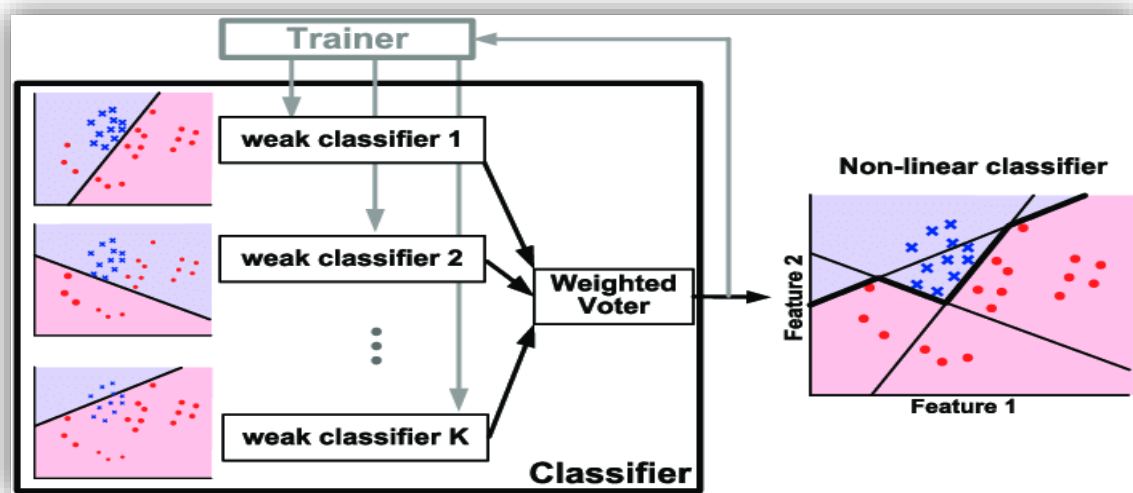 Trainer
weak classifier 1
weak classifier 2
weak classifier K
Weighted
Voter
Classifier
Non-linear classifier
Feature 2
Feature 1